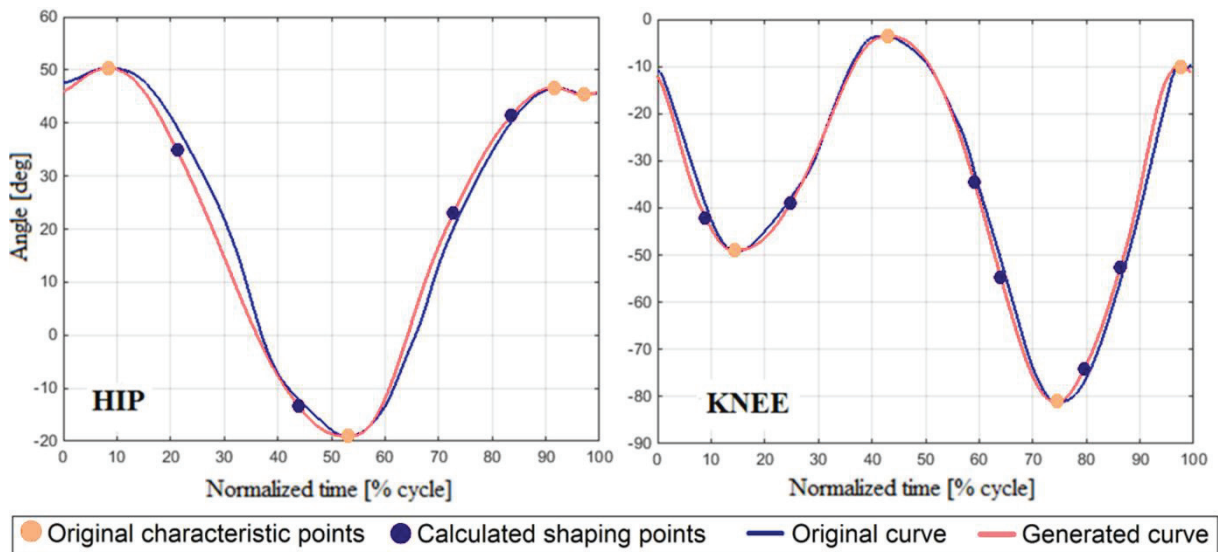 60
50
40
30
20
10
0
-10
-20
Angle [deg]
HIP
0 10 20 30 40 50 60 70 80 90 100
Normalized time [% cycle]
0
-10
-20
-30
-40
-50
-60
-70
-80
-90
KNEE
0 10 20 30 40 50 60 70 80 90 100
Normalized time [% cycle]
Original characteristic points Calculated shaping points Original curve Generated curve